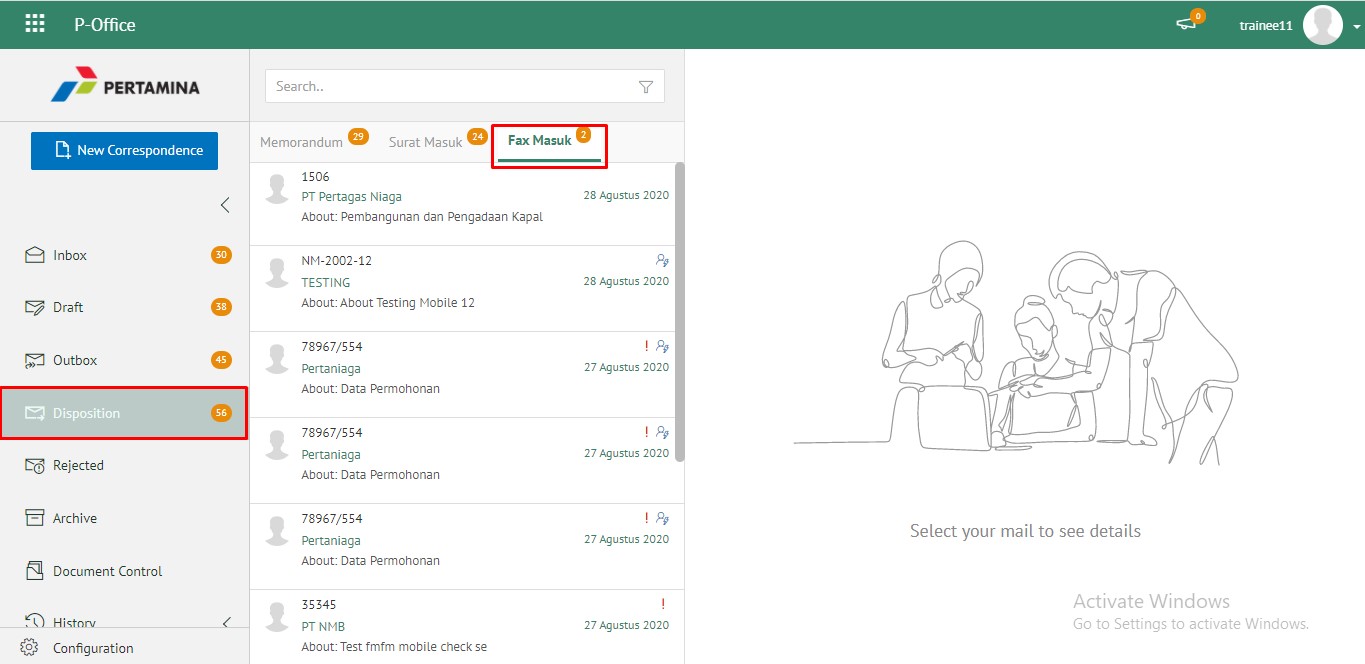 P-Office
0
trainee11
PERTAMINA
New Correspondence
Inbox 30
Draft 38
Outbox 45
Disposition 56
Rejected
Archive
Document Control
History
Configuration
Search..
Memorandum 29 Surat Masuk 24 Fax Masuk 2
1506
PT Pertagas Niaga 28 Agustus 2020
About: Pembangunan dan Pengadaan Kapal
NM-2002-12
TESTING 28 Agustus 2020
About: About Testing Mobile 12
78967/554 !
Pertaniaga 27 Agustus 2020
About: Data Permohonan
78967/554 !
Pertaniaga 27 Agustus 2020
About: Data Permohonan
78967/554 !
Pertaniaga 27 Agustus 2020
About: Data Permohonan
35345 !
PT NMB 27 Agustus 2020
About: Test fmfm mobile check se
Select your mail to see details
Activate Windows
Go to Settings to activate Windows.